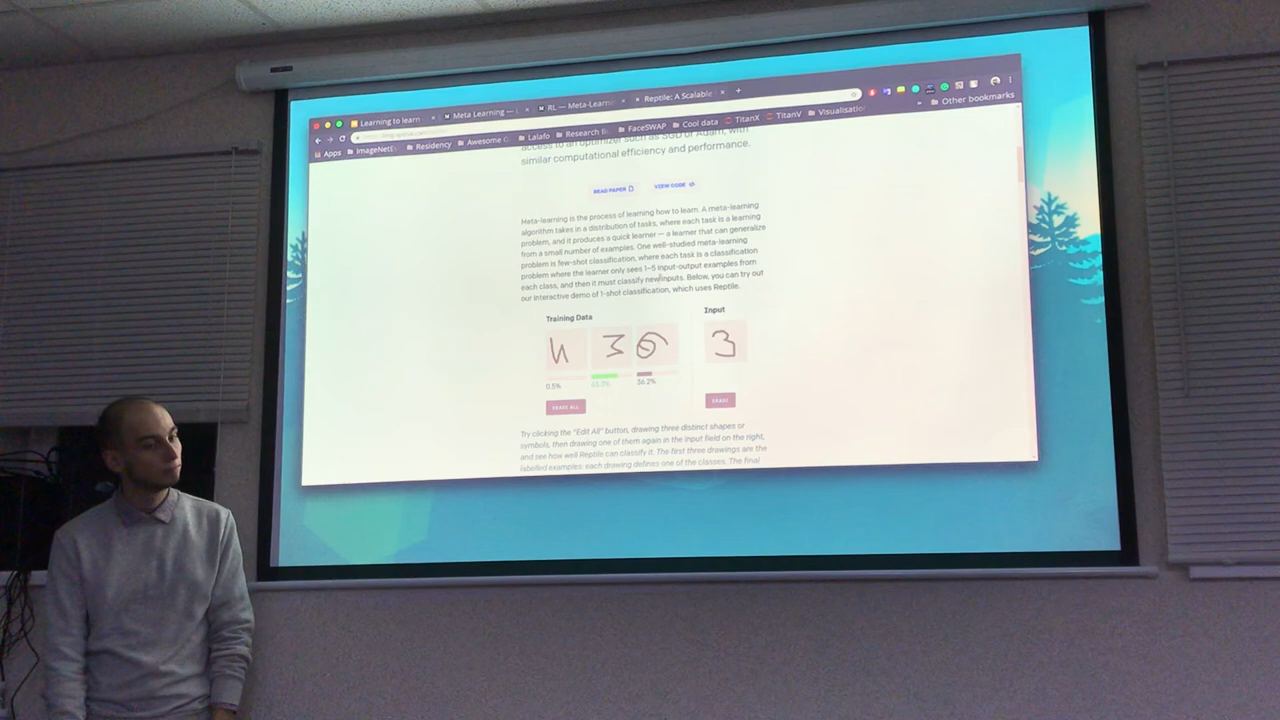 Learning to learn
Meta Learning —
RL — Meta-Learn
Reptile: A Scalable
Apps
Residency
Awesome
Lalafo
Research
FaceSWAP
Cool data
TitanX
TitanV
Other bookmarks
access to an optimizer such as SGD or Adam, with
similar computational efficiency and performance.
READ PAPER
VIEW CODE
Meta-learning is the process of learning how to learn. A meta-learning
algorithm takes in a distribution of tasks, where each task is a learning
problem, and it produces a quick learner — a learner that can generalize
from a small number of examples. One well-studied meta-learning
problem is few-shot classification, where each task is a classification
problem where the learner only sees 1–5 input-output examples from
each class, and then it must classify new inputs. Below, you can try out
our interactive demo of 1-shot classification, which uses Reptile.
Training Data
Input
3
0.5%
36.2%
ERASE ALL
ERASE
Try clicking the "Edit All" button, drawing three distinct shapes or
symbols, then drawing one of them again in the input field on the right,
and see how well Reptile can classify it. The first three drawings are the
labelled examples: each drawing defines one of the classes. The final